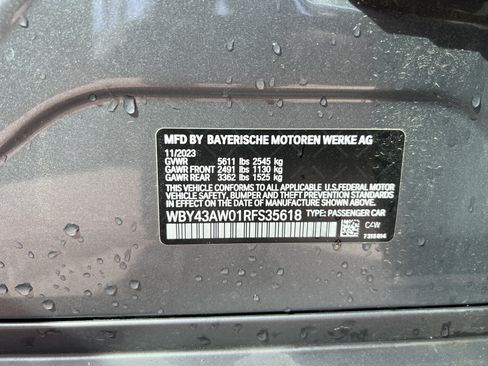 MFD BY BAYERISCHE MOTOREN WERKE AG
11/2023
GVWR 5611 lbs 2545 kg
GAWR FRONT 2491 lbs 1130 kg
GAWR REAR 3362 lbs 1525 kg
THIS VEHICLE CONFORMS TO ALL APPLICABLE U.S. FEDERAL MOTOR
VEHICLE SAFETY, BUMPER, AND THEFT PREVENTION STANDARDS
IN EFFECT ON THE DATE OF MANUFACTURE SHOWN ABOVE.
WBY43AW01RFS35618 TYPE: PASSENGER CAR
C4W